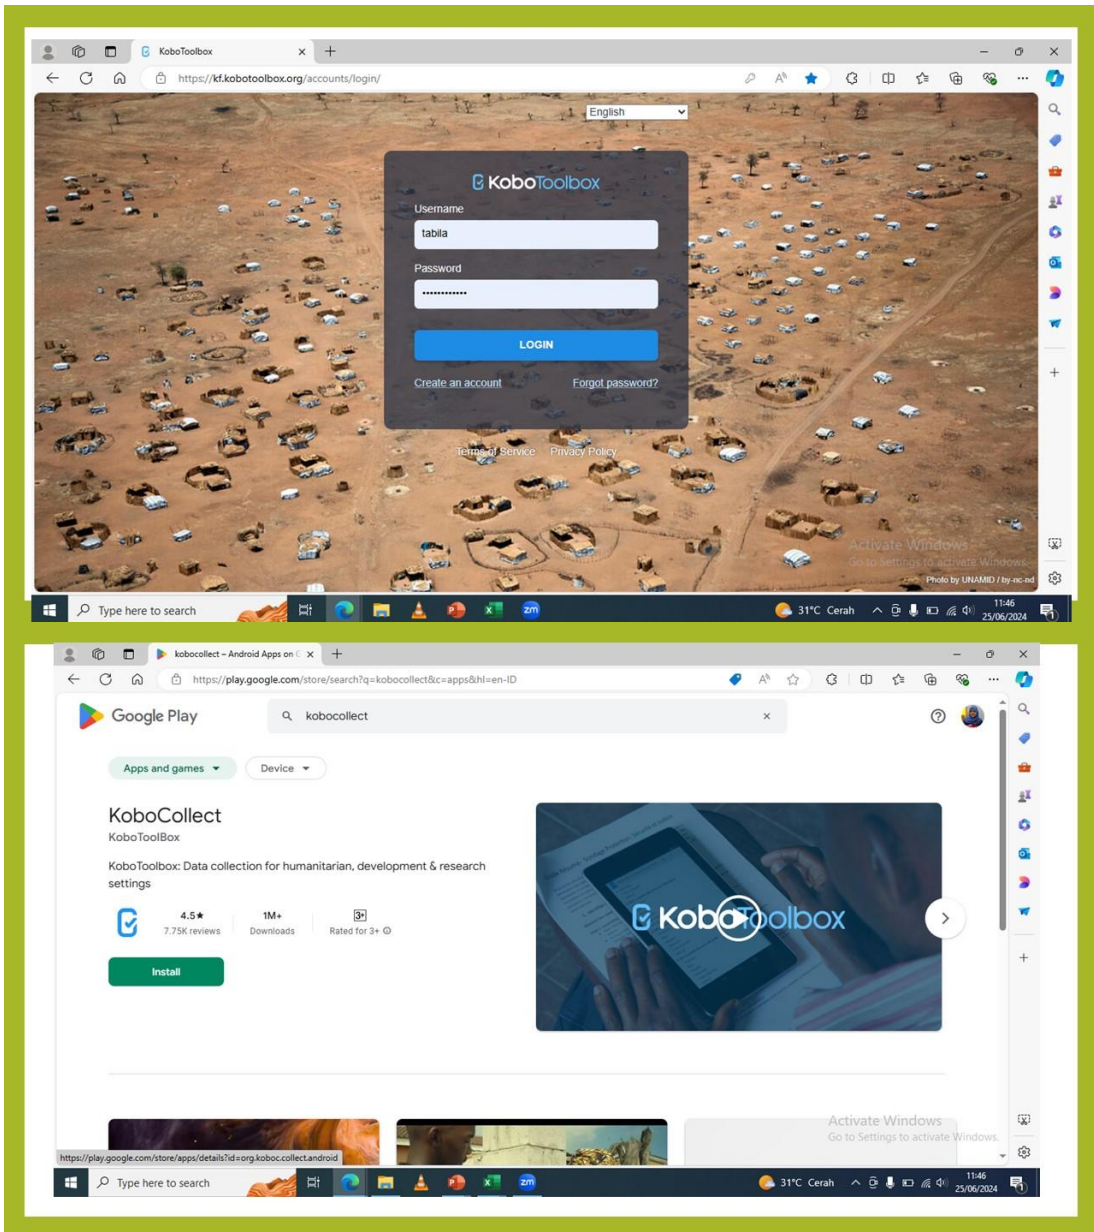 KoboToolbox
https://kf.kobotoolbox.org/accounts/login/
English
KoboToolbox
Username
tabila
Password
••••••••••••
LOGIN
Create an account
Forgot password?
Terms of Service
Privacy Policy
Activate Windows
Go to Settings to activate Windows.
Photo by UNAMID / by-nc-nd
Type here to search
zm
31°C Cerah
11:46
25/06/2024
kobocollect – Android Apps on G
https://play.google.com/store/search?q=kobocollect&c=apps&hl=en-ID
Google Play
kobocollect
Apps and games
Device
KoboCollect
KoboToolBox
KoboToolbox: Data collection for humanitarian, development & research
settings
4.5★
7.75K reviews
1M+
Downloads
3+
Rated for 3+
Install
KoboToolbox
Activate Windows
Go to Settings to activate Windows.
https://play.google.com/store/apps/details?id=org.koboc.collect.android
Type here to search
zm
31°C Cerah
11:46
25/06/2024